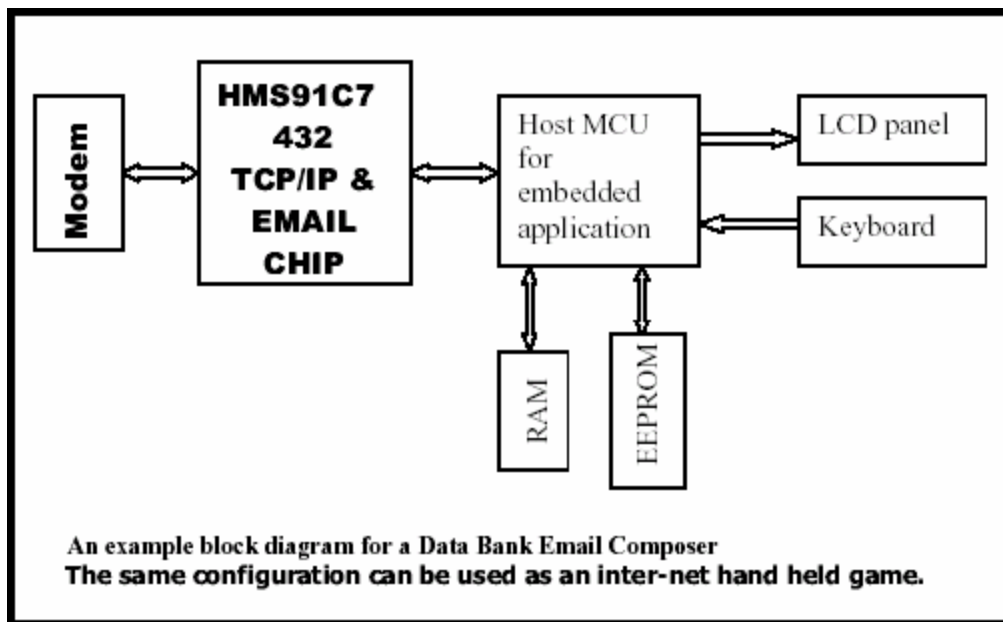 Modem
HMS91C7
432
TCP/IP &
EMAIL
CHIP
Host MCU
for
embedded
application
LCD panel
Keyboard
RAM
EEPROM
An example block diagram for a Data Bank Email Composer
The same configuration can be used as an inter-net hand held game.